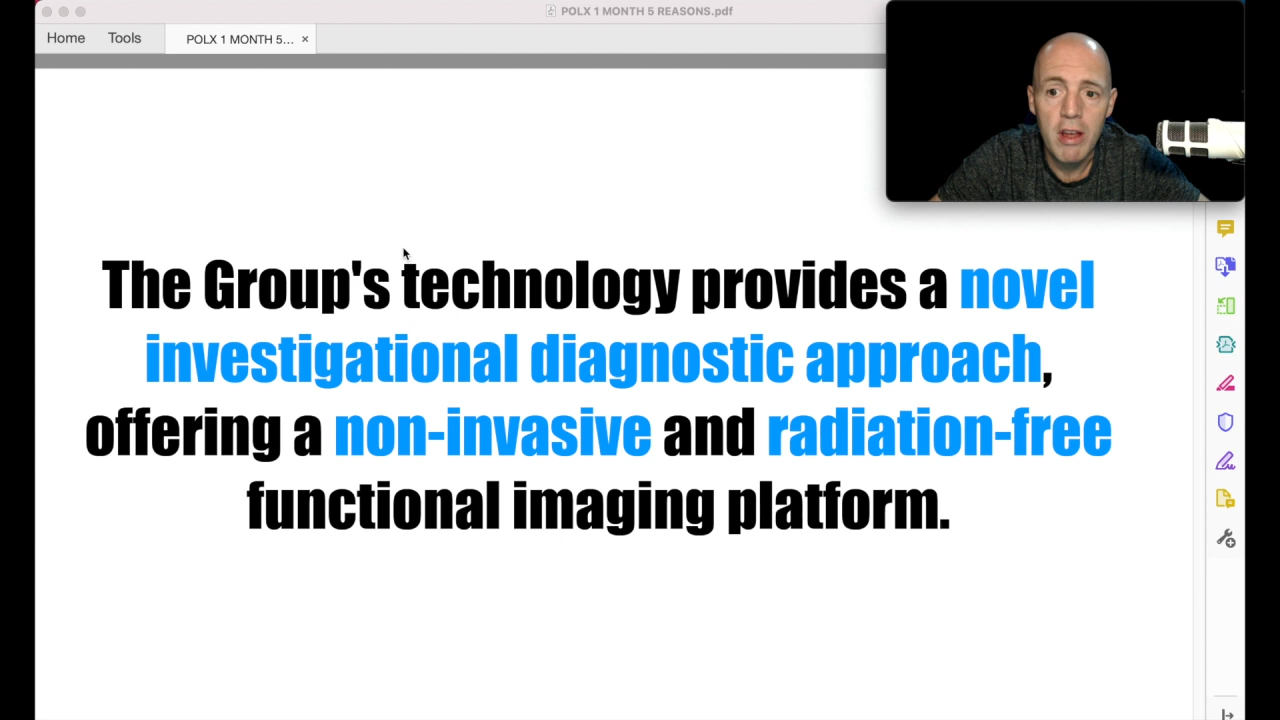 POLX 1 MONTH 5 REASONS.pdf
Home Tools POLX 1 MONTH 5... ×
The Group's technology provides a novel
investigational diagnostic approach,
offering a non-invasive and radiation-free
functional imaging platform.